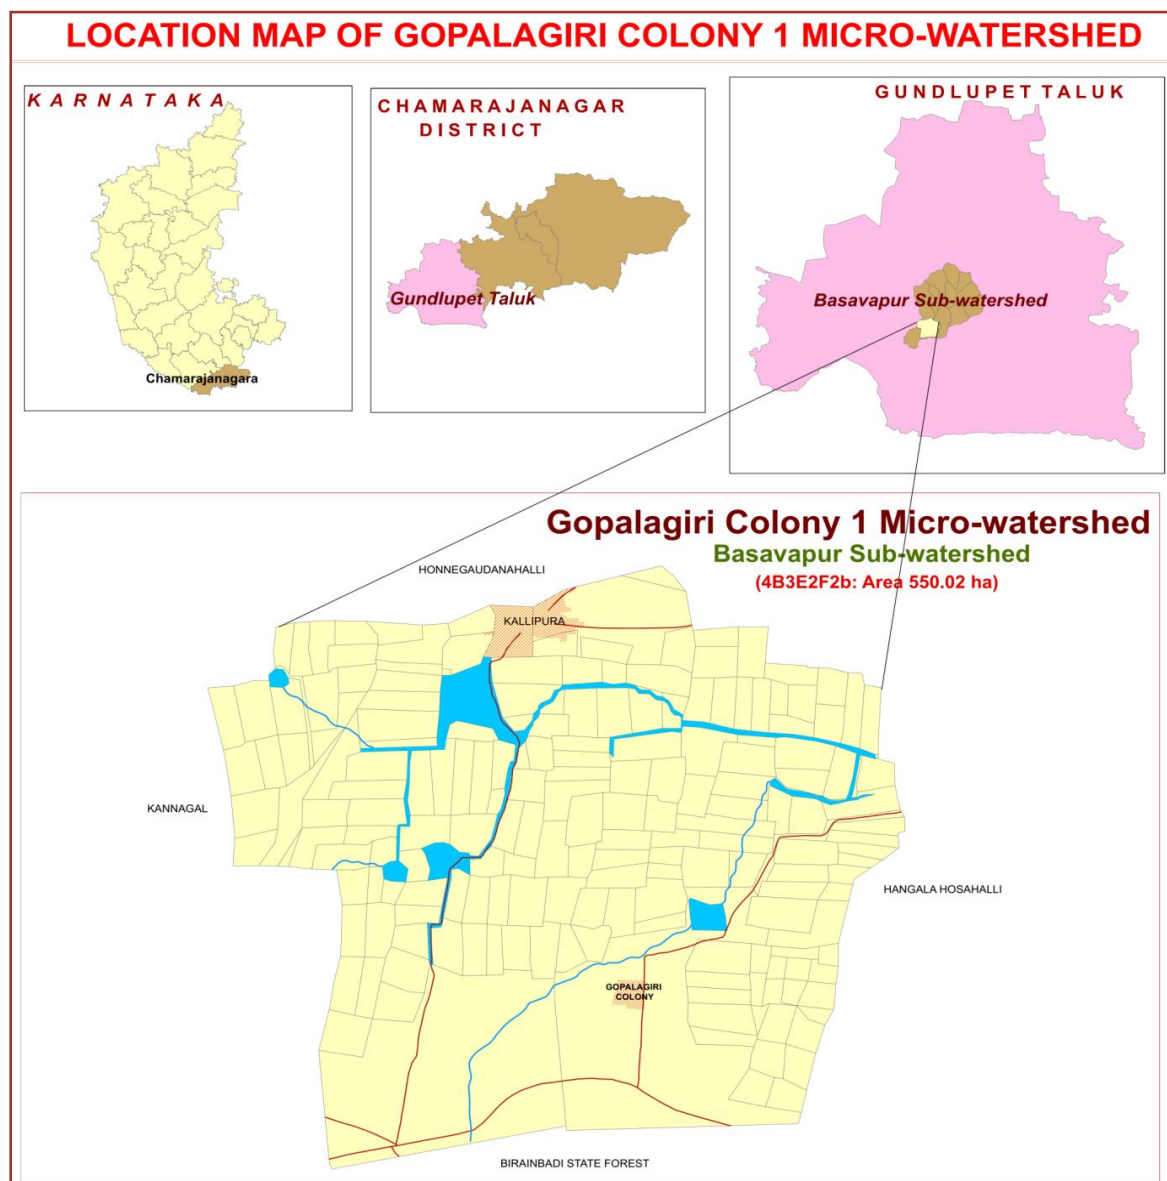 LOCATION MAP OF GOPALAGIRI COLONY 1 MICRO-WATERSHED
KARNATAKA
Chamarajanagara
CHAMARAJANAGAR
DISTRICT
Gundlupet Taluk
GUNDLUPET TALUK
Basavapur Sub-watershed
Gopalagiri Colony 1 Micro-watershed
Basavapur Sub-watershed
(4B3E2F2b: Area 550.02 ha)
HONNEGAUDANAHALLI
KALLIPURA
KANNAGAL
HANGALA HOSAHALLI
GOPALAGIRI
COLONY
BIRAINBADI STATE FOREST